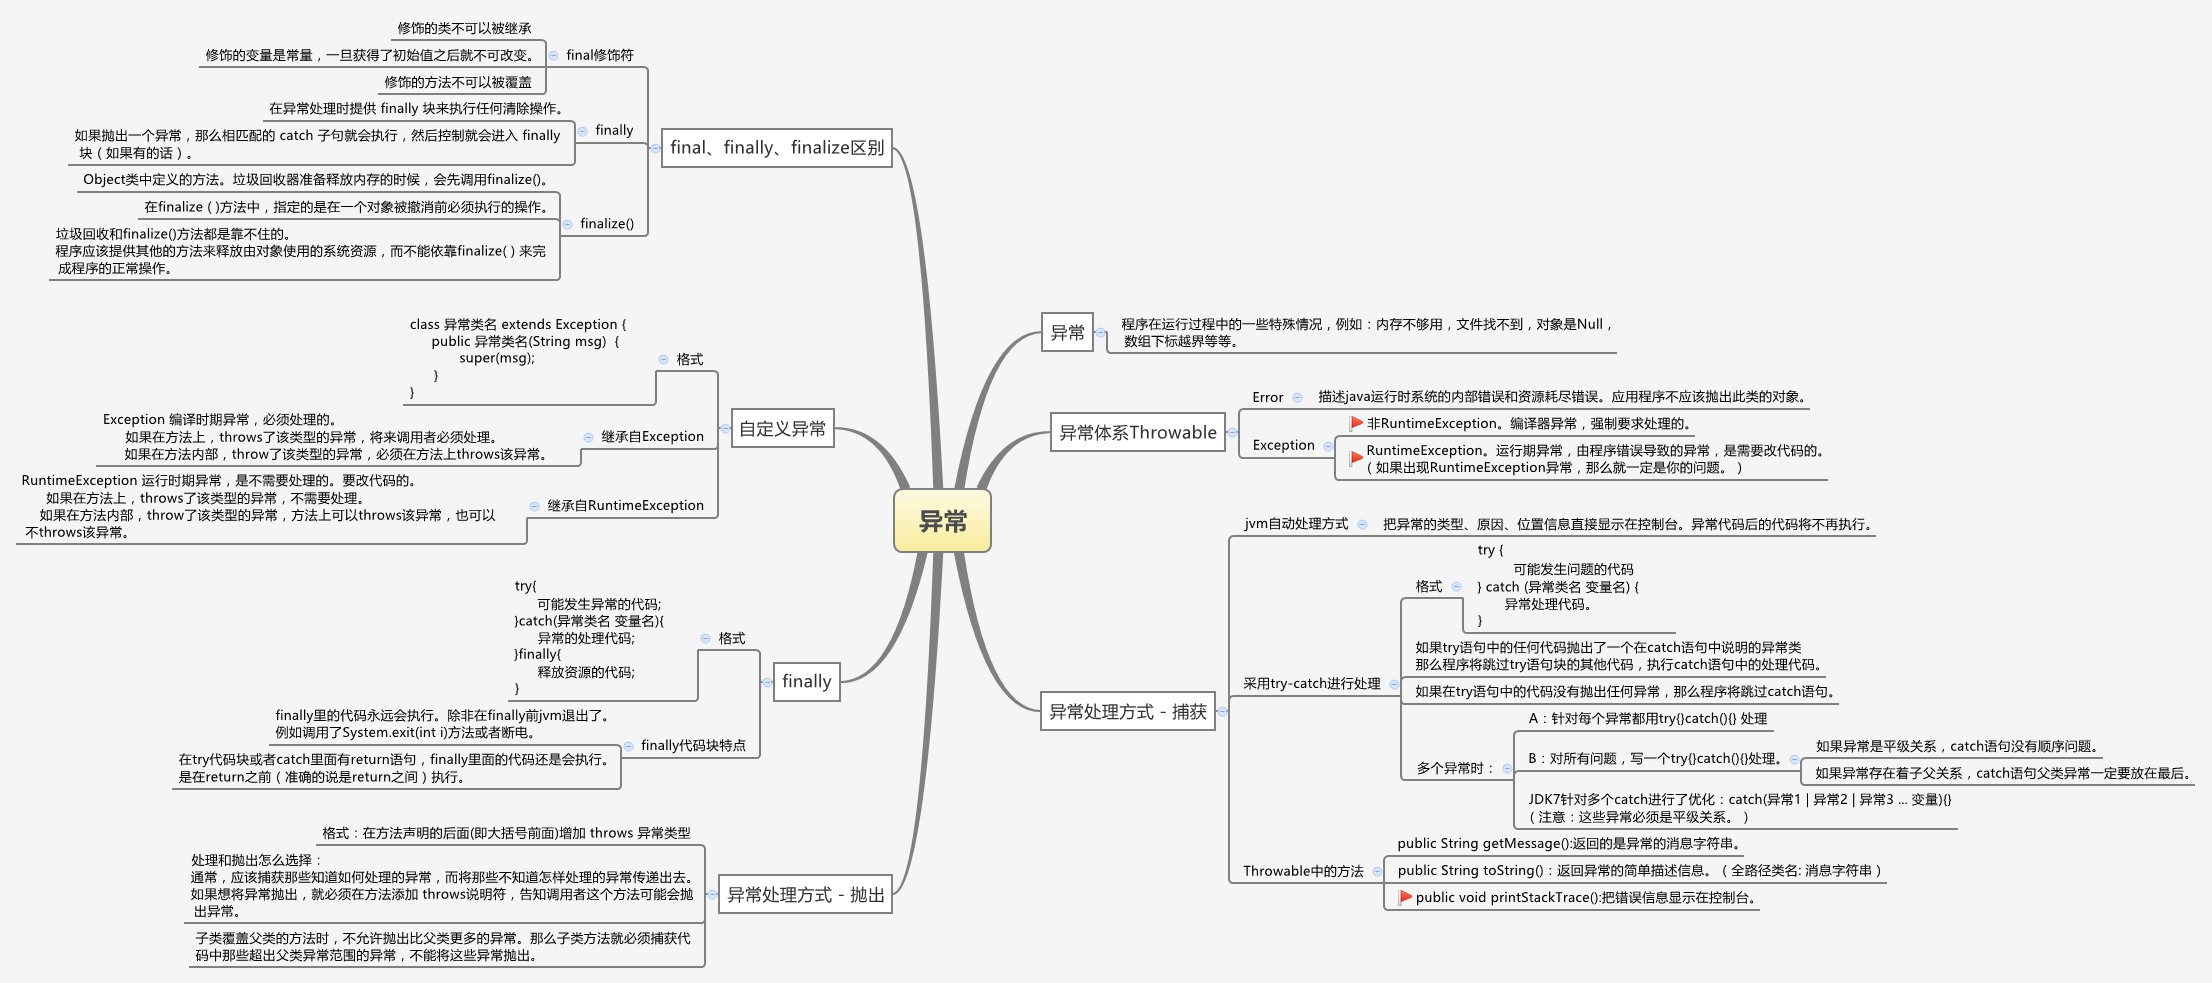 异常
异常
程序在运行过程中的一些特殊情况，例如：内存不够用，文件找不到，对象是Null，
数组下标越界等等。
异常体系Throwable
Error
描述java运行时系统的内部错误和资源耗尽错误。应用程序不应该抛出此类的对象。
Exception
非RuntimeException。编译器异常，强制要求处理的。
RuntimeException。运行期异常，由程序错误导致的异常，是需要改代码的。
（如果出现RuntimeException异常，那么就一定是你的问题。）
异常处理方式 - 捕获
jvm自动处理方式
把异常的类型、原因、位置信息直接显示在控制台。异常代码后的代码将不再执行。
采用try-catch进行处理
格式
try {
可能发生问题的代码
} catch (异常类名 变量名) {
异常处理代码。
}
如果try语句中的任何代码抛出了一个在catch语句中说明的异常类
那么程序将跳过try语句块的其他代码，执行catch语句中的处理代码。
如果在try语句中的代码没有抛出任何异常，那么程序将跳过catch语句。
多个异常时：
A：针对每个异常都用try{}catch(){} 处理
B：对所有问题，写一个try{}catch(){}处理。
如果异常是平级关系，catch语句没有顺序问题。
如果异常存在着子父关系，catch语句父类异常一定要放在最后。
JDK7针对多个catch进行了优化：catch(异常1 | 异常2 | 异常3 ... 变量){}
（注意：这些异常必须是平级关系。）
Throwable中的方法
public String getMessage():返回的是异常的消息字符串。
public String toString()：返回异常的简单描述信息。（全路径类名: 消息字符串）
public void printStackTrace():把错误信息显示在控制台。
final、finally、finalize区别
final修饰符
修饰的类不可以被继承
修饰的变量是常量，一旦获得了初始值之后就不可改变。
修饰的方法不可以被覆盖
finally
在异常处理时提供 finally 块来执行任何清除操作。
如果抛出一个异常，那么相匹配的 catch 子句就会执行，然后控制就会进入 finally
块（如果有的话）。
finalize()
Object类中定义的方法。垃圾回收器准备释放内存的时候，会先调用finalize()。
在finalize ( )方法中，指定的是在一个对象被撤消前必须执行的操作。
垃圾回收和finalize()方法都是靠不住的。
程序应该提供其他的方法来释放由对象使用的系统资源，而不能依靠finalize( ) 来完
成程序的正常操作。
自定义异常
格式
class 异常类名 extends Exception {
public 异常类名(String msg)  {
super(msg);
}
}
继承自Exception
Exception 编译时期异常，必须处理的。
如果在方法上，throws了该类型的异常，将来调用者必须处理。
如果在方法内部，throw了该类型的异常，必须在方法上throws该异常。
继承自RuntimeException
RuntimeException 运行时期异常，是不需要处理的。要改代码的。
如果在方法上，throws了该类型的异常，不需要处理。
如果在方法内部，throw了该类型的异常，方法上可以throws该异常，也可以
不throws该异常。
finally
格式
try{
可能发生异常的代码;
}catch(异常类名 变量名){
异常的处理代码;
}finally{
释放资源的代码;
}
finally代码块特点
finally里的代码永远会执行。除非在finally前jvm退出了。
例如调用了System.exit(int i)方法或者断电。
在try代码块或者catch里面有return语句，finally里面的代码还是会执行。
是在return之前（准确的说是return之间）执行。
异常处理方式 - 抛出
格式：在方法声明的后面(即大括号前面)增加 throws 异常类型
处理和抛出怎么选择：
通常，应该捕获那些知道如何处理的异常，而将那些不知道怎样处理的异常传递出去。
如果想将异常抛出，就必须在方法添加 throws说明符，告知调用者这个方法可能会抛
出异常。
子类覆盖父类的方法时，不允许抛出比父类更多的异常。那么子类方法就必须捕获代
码中那些超出父类异常范围的异常，不能将这些异常抛出。